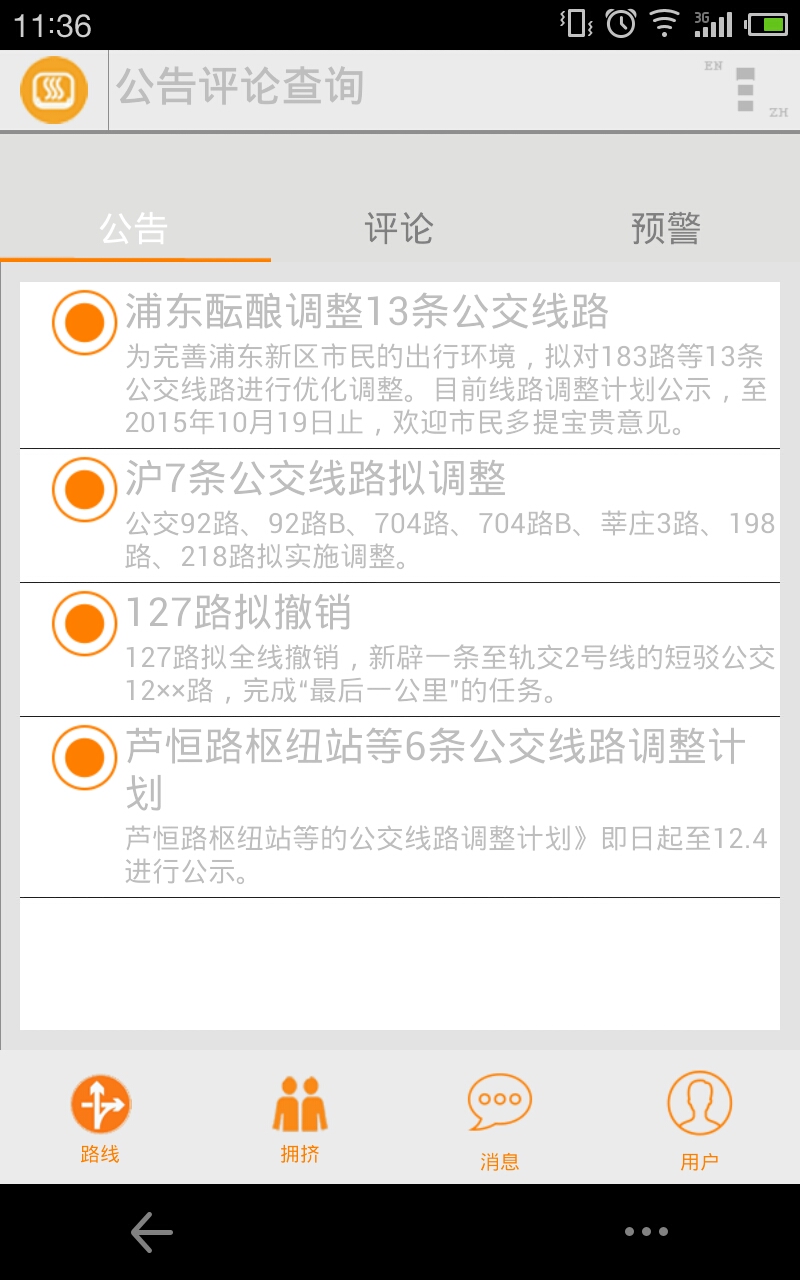 11:36
3G
公告评论查询
EN
ZH
公告
评论
预警
浦东酝酿调整13条公交线路
为完善浦东新区市民的出行环境，拟对183路等13条
公交线路进行优化调整。目前线路调整计划公示，至
2015年10月19日止，欢迎市民多提宝贵意见。
沪7条公交线路拟调整
公交92路、92路B、704路、704路B、莘庄3路、198
路、218路拟实施调整。
127路拟撤销
127路拟全线撤销，新辟一条至轨交2号线的短驳公交
12××路，完成“最后一公里”的任务。
芦恒路枢纽站等6条公交线路调整计
划
芦恒路枢纽站等的公交线路调整计划》即日起至12.4
进行公示。
路线
拥挤
消息
用户